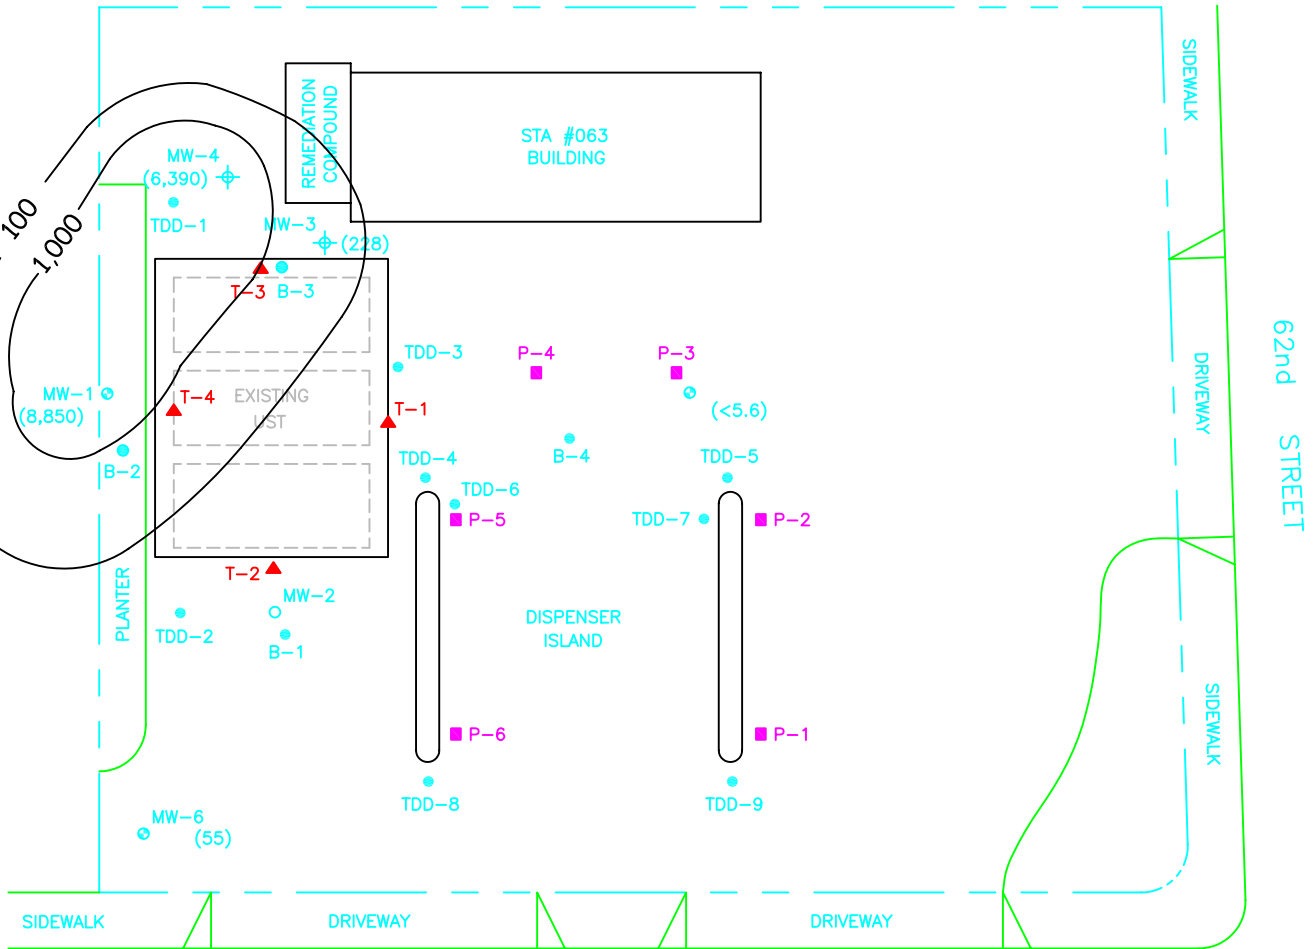 SIDEWALK
REMEDIATION
COMPOUND
STA #063
BUILDING
MW-4
(6,390)
TDD-1
100
1,000
MW-3
(228)
T-3
B-3
62nd STREET
DRIVEWAY
TDD-3
P-4
P-3
EXISTING
UST
MW-1
(8,850)
T-4
T-1
(<5.6)
B-2
TDD-4
B-4
TDD-5
TDD-6
P-5
TDD-7
P-2
T-2
PLANTER
MW-2
TDD-2
B-1
DISPENSER
ISLAND
SIDEWALK
P-6
P-1
TDD-8
TDD-9
MW-6
(55)
SIDEWALK
DRIVEWAY
DRIVEWAY